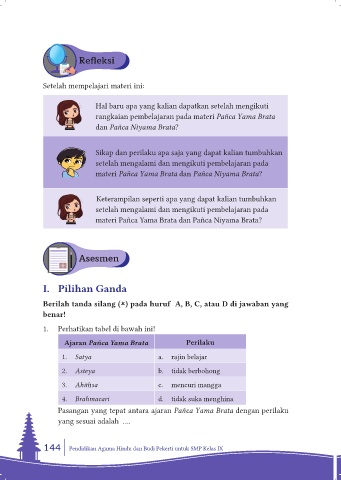 Refleksi
Setelah mempelajari materi ini:
Hal baru apa yang kalian dapatkan setelah mengikuti
rangkaian pembelajaran pada materi Pañca Yama Brata
dan Pañca Niyama Brata?
Sikap dan perilaku apa saja yang dapat kalian tumbuhkan
setelah mengalami dan mengikuti pembelajaran pada
materi Pañca Yama Brata dan Pañca Niyama Brata?
Keterampilan seperti apa yang dapat kalian tumbuhkan
setelah mengalami dan mengikuti pembelajaran pada
materi Pañca Yama Brata dan Pañca Niyama Brata?
Asesmen
I. Pilihan Ganda
Berilah tanda silang (×) pada huruf A, B, C, atau D di jawaban yang
benar!
1. Perhatikan tabel di bawah ini!
Ajaran Pañca Yama Brata Perilaku
1. Satya a. rajin belajar
2. Asteya b. tidak berbohong
3. Ahiṁsa c. mencuri mangga
4. Brahmacari d. tidak suka menghina
Pasangan yang tepat antara ajaran Pañca Yama Brata dengan perilaku
yang sesuai adalah ....
144 Pendidikan Agama Hindu dan Budi Pekerti untuk SMP Kelas IX